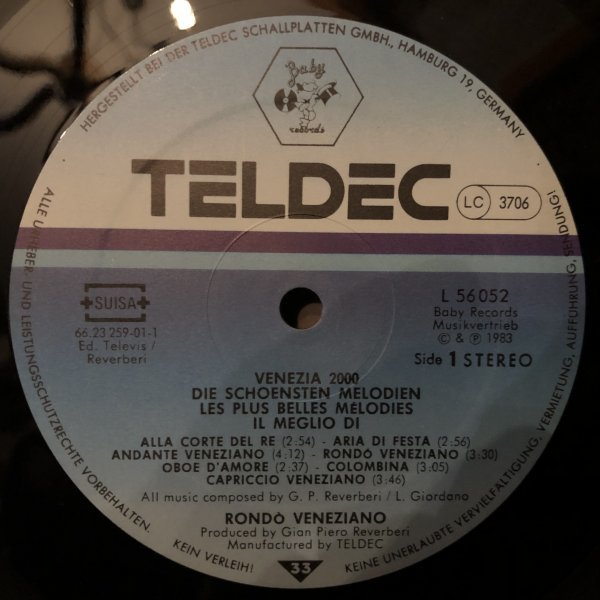 HERGESTELLT BEI DER TELDEC SCHALLPLATTEN GMBH., HAMBURG 19, GERMANY
Baby
records
TELDEC
LC 3706
SUISA
66.23 259-01-1
Ed. Televis /
Reverberi
L 56 052
Baby Records
Musikvertrieb
© & ℗ 1983
Side 1 STEREO
VENEZIA 2000
DIE SCHOENSTEN MELODIEN
LES PLUS BELLES MÉLODIES
IL MEGLIO DI
ALLA CORTE DEL RE (2:54) - ARIA DI FESTA (2:56)
ANDANTE VENEZIANO (4:12) - RONDÒ VENEZIANO (3:30)
OBOE D'AMORE (2:37) - COLOMBINA (3:05)
CAPRICCIO VENEZIANO (3:46)
All music composed by G. P. Reverberi / L. Giordano
RONDÒ VENEZIANO
Produced by Gian Piero Reverberi
Manufactured by TELDEC
33
ALLE URHEBER- UND LEISTUNGSSCHUTZRECHTE VORBEHALTEN.
KEIN VERLEIH!
KEINE UNERLAUBTE VERVIELFALTIGUNG, VERMIETUNG, AUFFÜHRUNG, SENDUNG!